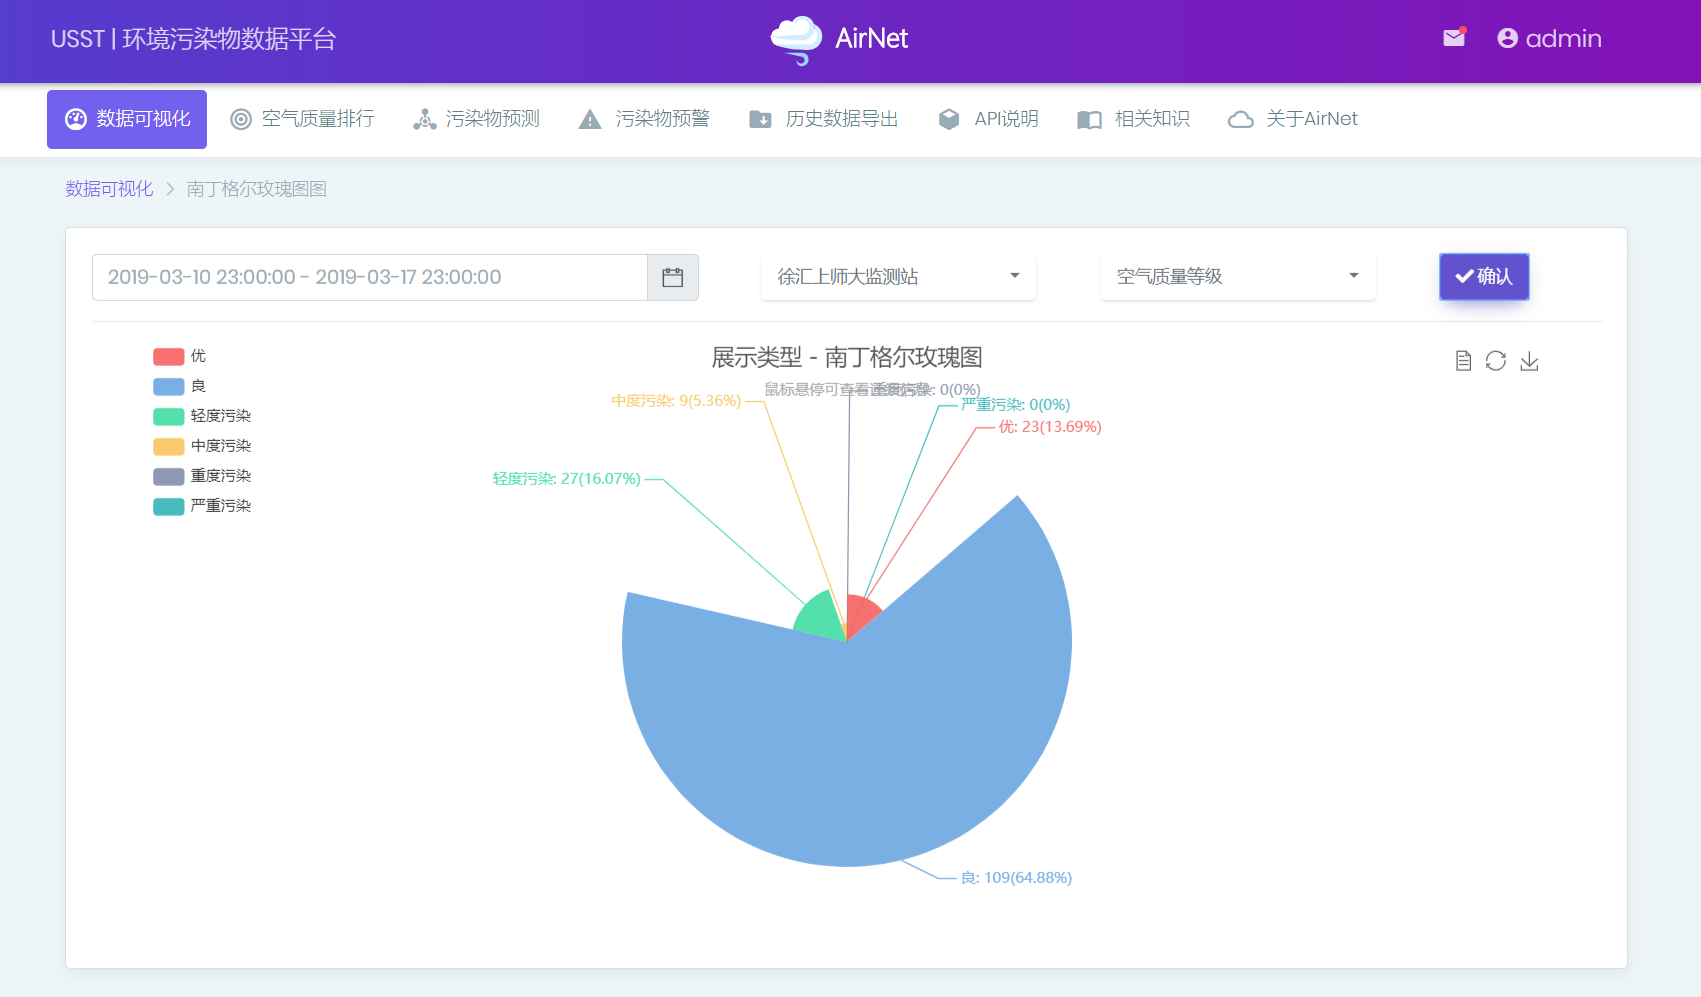 USST | 环境污染物数据平台
AirNet
admin
数据可视化
空气质量排行
污染物预测
污染物预警
历史数据导出
API说明
相关知识
关于AirNet
数据可视化 > 南丁格尔玫瑰图图
2019-03-10 23:00:00 - 2019-03-17 23:00:00
徐汇上师大监测站
空气质量等级
确认
优
良
轻度污染
中度污染
重度污染
严重污染
展示类型 - 南丁格尔玫瑰图
鼠标悬停可查看
重度污染: 0(0%)
中度污染: 9(5.36%)
严重污染: 0(0%)
优: 23(13.69%)
轻度污染: 27(16.07%)
良: 109(64.88%)